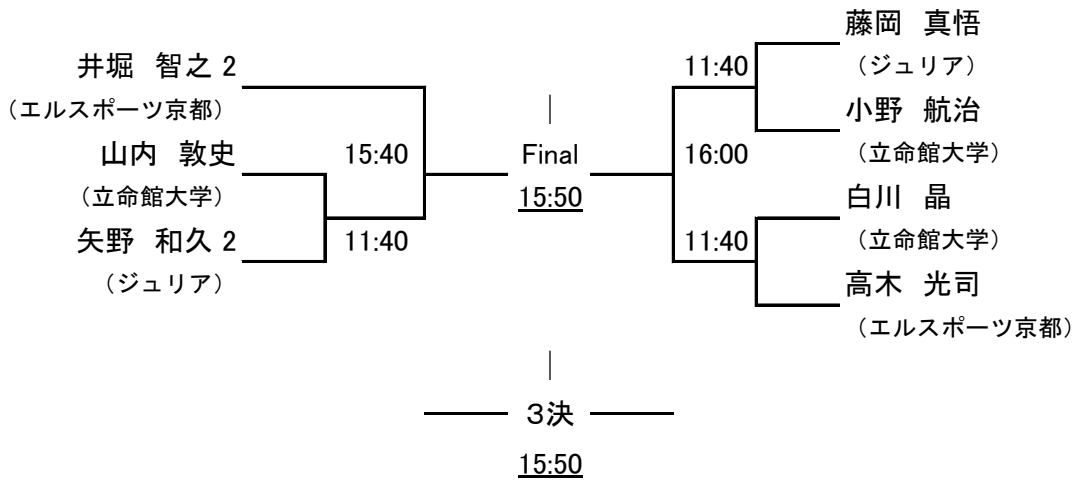 井堀 智之 2
(エルスポーツ京都)
山内 敦史
(立命館大学)
矢野 和久 2
(ジュリア)
15:40
11:40
|
Final
15:50
11:40
16:00
11:40
藤岡 真悟
(ジュリア)
小野 航治
(立命館大学)
白川 晶
(立命館大学)
高木 光司
(エルスポーツ京都)
|
3決
15:50